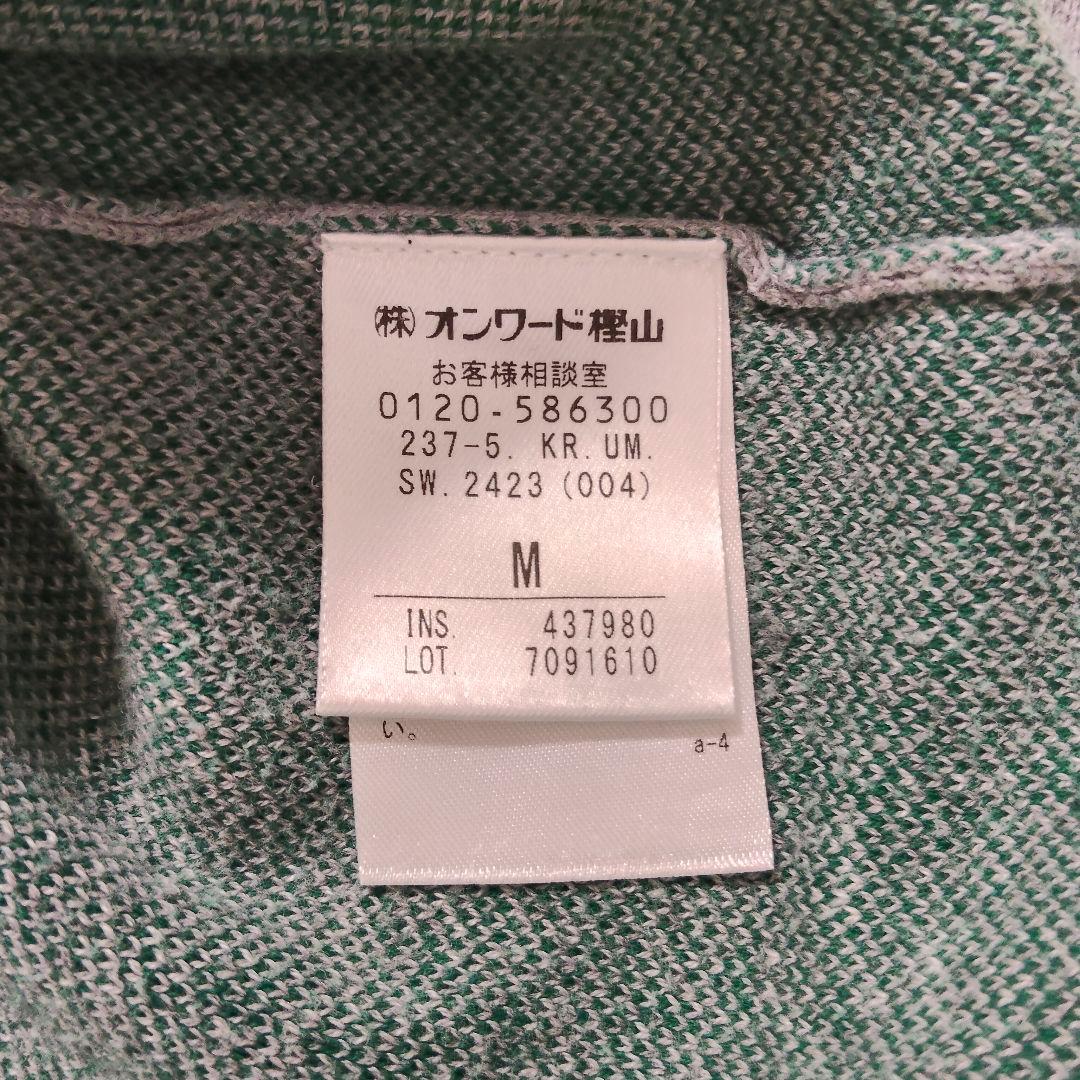 ㈱オンワード樫山
お客様相談室
0120-586300
237-5. KR. UM.
SW. 2423 (004)
M
INS. 437980
LOT. 7091610
い。
a-4